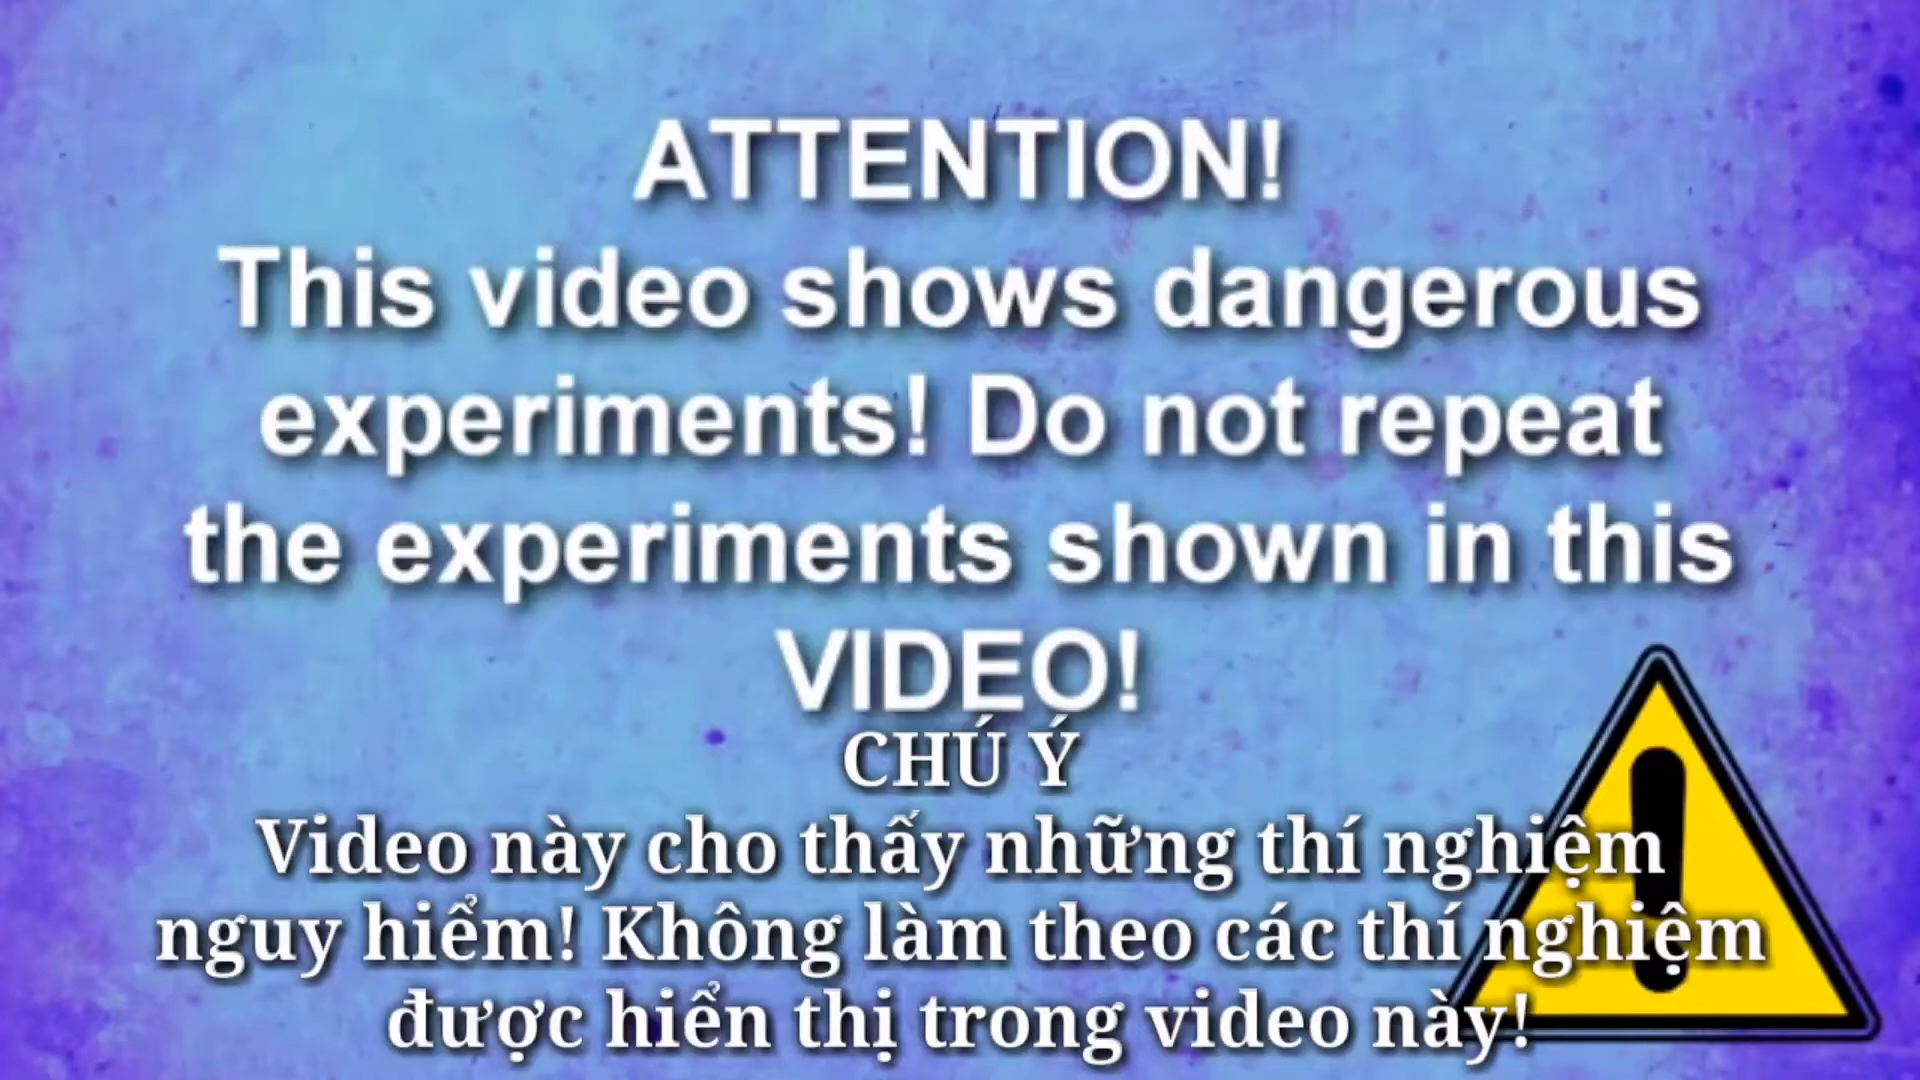 ATTENTION!
This video shows dangerous
experiments! Do not repeat
the experiments shown in this
VIDEO!
CHÚ Ý
Video này cho thấy những thí nghiệm
nguy hiểm! Không làm theo các thí nghiệm
được hiển thị trong video này!